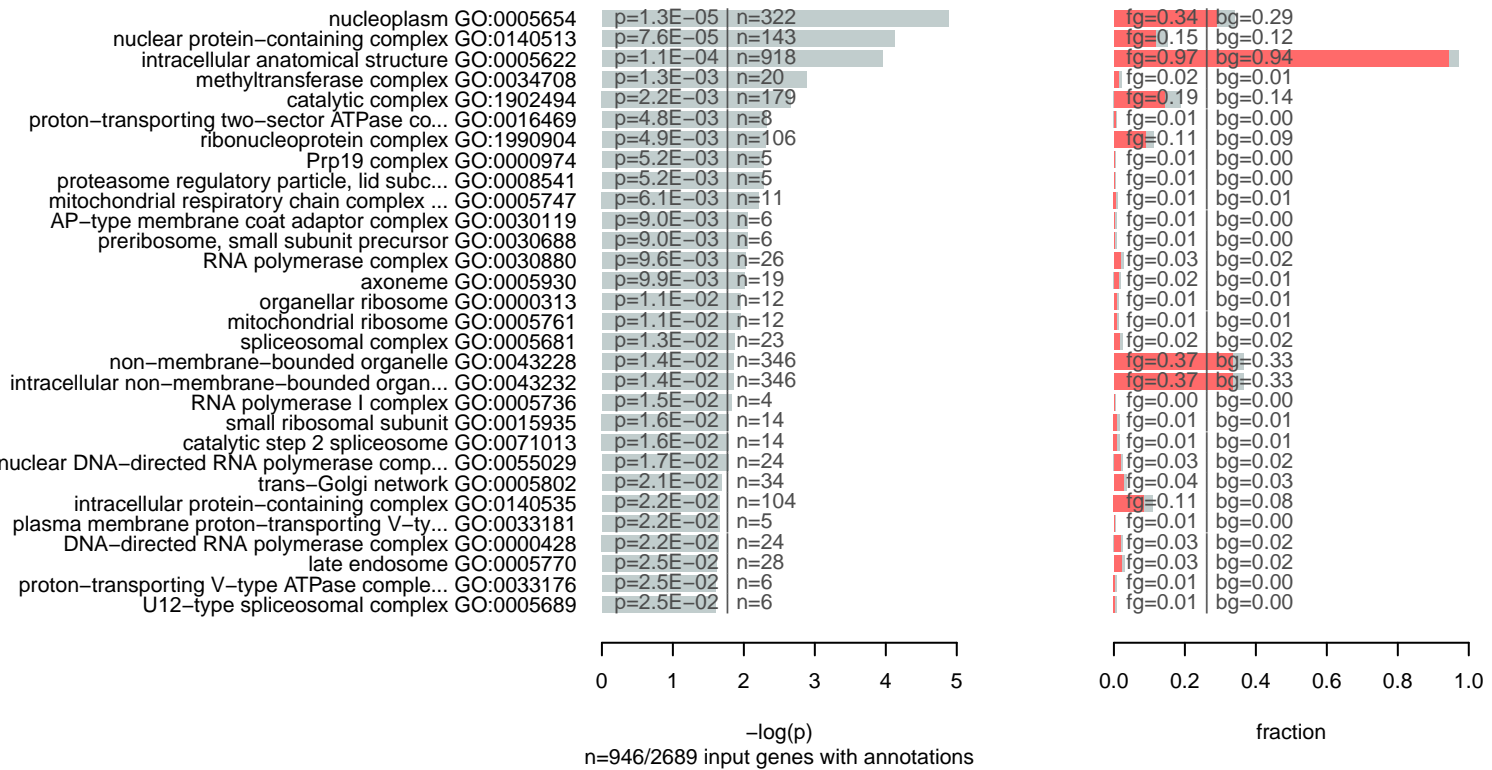 nucleoplasm GO:0005654 p=1.3E−05 n=322 fg=0.34 bg=0.29
nuclear protein−containing complex GO:0140513 p=7.6E−05 n=143 fg=0.15 bg=0.12
intracellular anatomical structure GO:0005622 p=1.1E−04 n=918 fg=0.97 bg=0.94
methyltransferase complex GO:0034708 p=1.3E−03 n=20 fg=0.02 bg=0.01
catalytic complex GO:1902494 p=2.2E−03 n=179 fg=0.19 bg=0.14
proton−transporting two−sector ATPase co... GO:0016469 p=4.8E−03 n=8 fg=0.01 bg=0.00
ribonucleoprotein complex GO:1990904 p=4.9E−03 n=106 fg=0.11 bg=0.09
Prp19 complex GO:0000974 p=5.2E−03 n=5 fg=0.01 bg=0.00
proteasome regulatory particle, lid subc... GO:0008541 p=5.2E−03 n=5 fg=0.01 bg=0.00
mitochondrial respiratory chain complex ... GO:0005747 p=6.1E−03 n=11 fg=0.01 bg=0.01
AP−type membrane coat adaptor complex GO:0030119 p=9.0E−03 n=6 fg=0.01 bg=0.00
preribosome, small subunit precursor GO:0030688 p=9.0E−03 n=6 fg=0.01 bg=0.00
RNA polymerase complex GO:0030880 p=9.6E−03 n=26 fg=0.03 bg=0.02
axoneme GO:0005930 p=9.9E−03 n=19 fg=0.02 bg=0.01
organellar ribosome GO:0000313 p=1.1E−02 n=12 fg=0.01 bg=0.01
mitochondrial ribosome GO:0005761 p=1.1E−02 n=12 fg=0.01 bg=0.01
spliceosomal complex GO:0005681 p=1.3E−02 n=23 fg=0.02 bg=0.02
non−membrane−bounded organelle GO:0043228 p=1.4E−02 n=346 fg=0.37 bg=0.33
intracellular non−membrane−bounded organ... GO:0043232 p=1.4E−02 n=346 fg=0.37 bg=0.33
RNA polymerase I complex GO:0005736 p=1.5E−02 n=4 fg=0.00 bg=0.00
small ribosomal subunit GO:0015935 p=1.6E−02 n=14 fg=0.01 bg=0.01
catalytic step 2 spliceosome GO:0071013 p=1.6E−02 n=14 fg=0.01 bg=0.01
nuclear DNA−directed RNA polymerase comp... GO:0055029 p=1.7E−02 n=24 fg=0.03 bg=0.02
trans−Golgi network GO:0005802 p=2.1E−02 n=34 fg=0.04 bg=0.03
intracellular protein−containing complex GO:0140535 p=2.2E−02 n=104 fg=0.11 bg=0.08
plasma membrane proton−transporting V−ty... GO:0033181 p=2.2E−02 n=5 fg=0.01 bg=0.00
DNA−directed RNA polymerase complex GO:0000428 p=2.2E−02 n=24 fg=0.03 bg=0.02
late endosome GO:0005770 p=2.5E−02 n=28 fg=0.03 bg=0.02
proton−transporting V−type ATPase comple... GO:0033176 p=2.5E−02 n=6 fg=0.01 bg=0.00
U12−type spliceosomal complex GO:0005689 p=2.5E−02 n=6 fg=0.01 bg=0.00
0 1 2 3 4 5 0.0 0.2 0.4 0.6 0.8 1.0
−log(p) fraction
n=946/2689 input genes with annotations